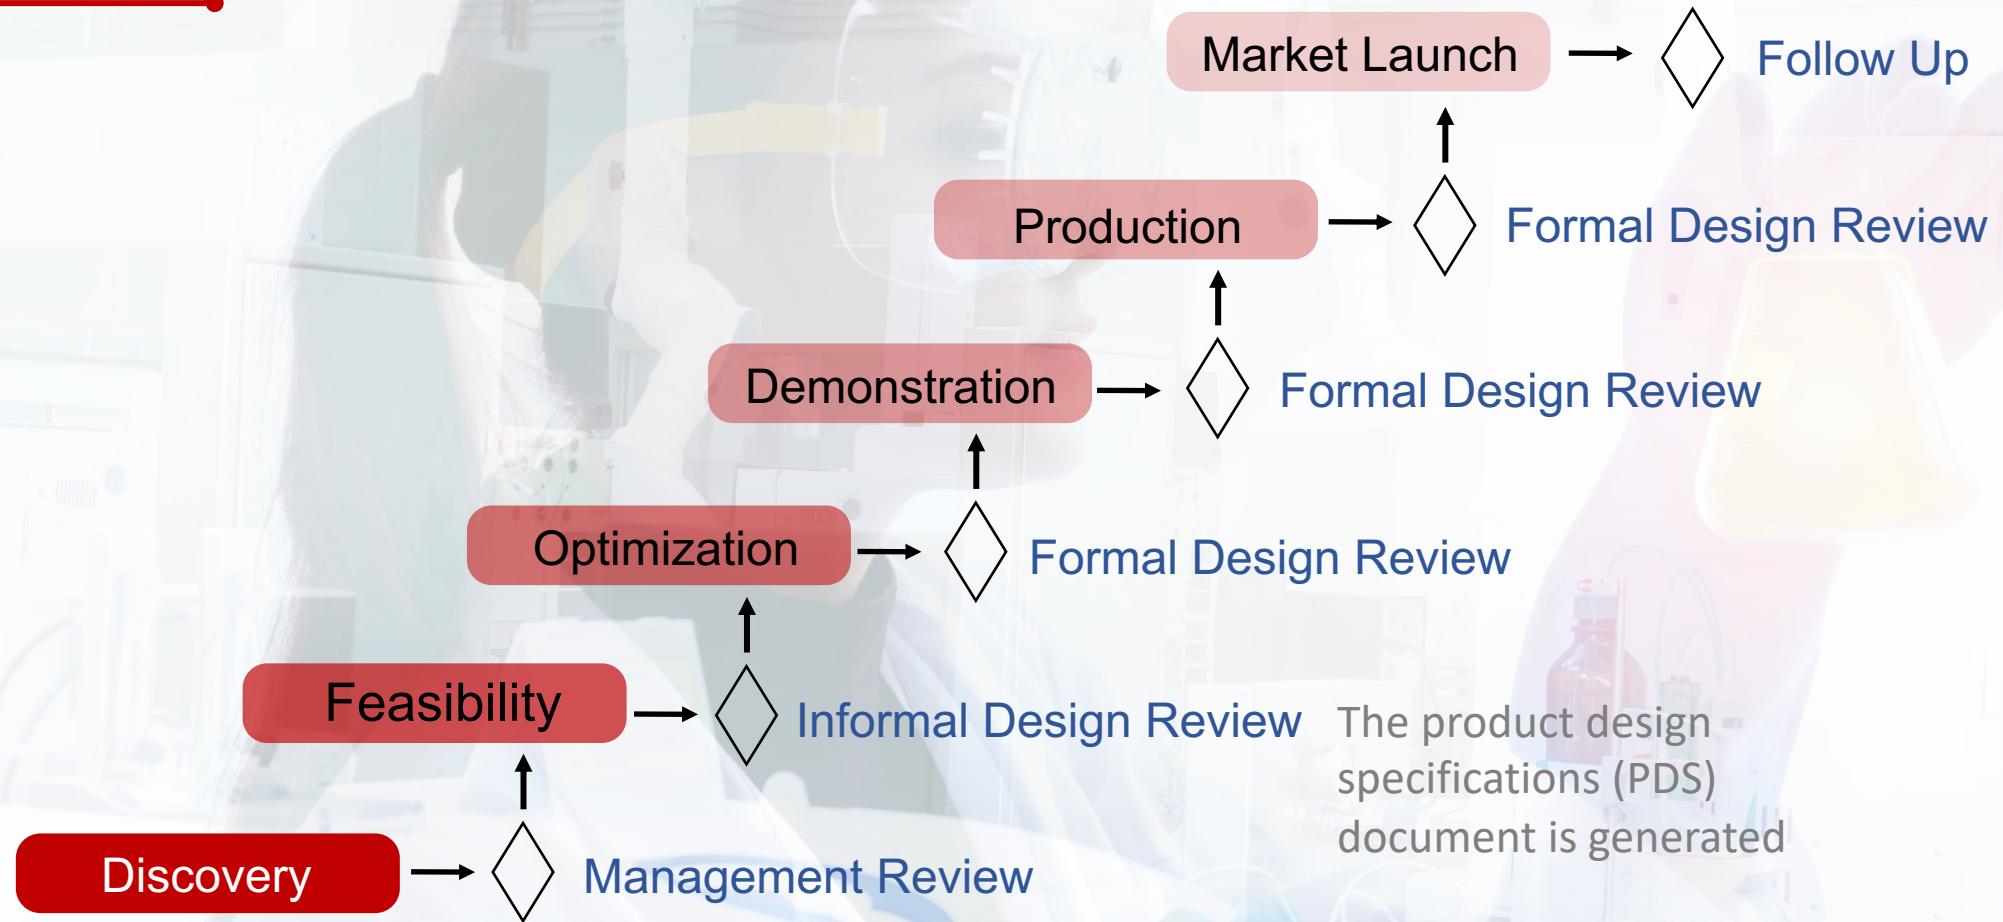 Market Launch
Follow Up
Production
Formal Design Review
Demonstration
Formal Design Review
Optimization
Formal Design Review
Feasibility
Informal Design Review
The product design
specifications (PDS)
document is generated
Discovery
Management Review